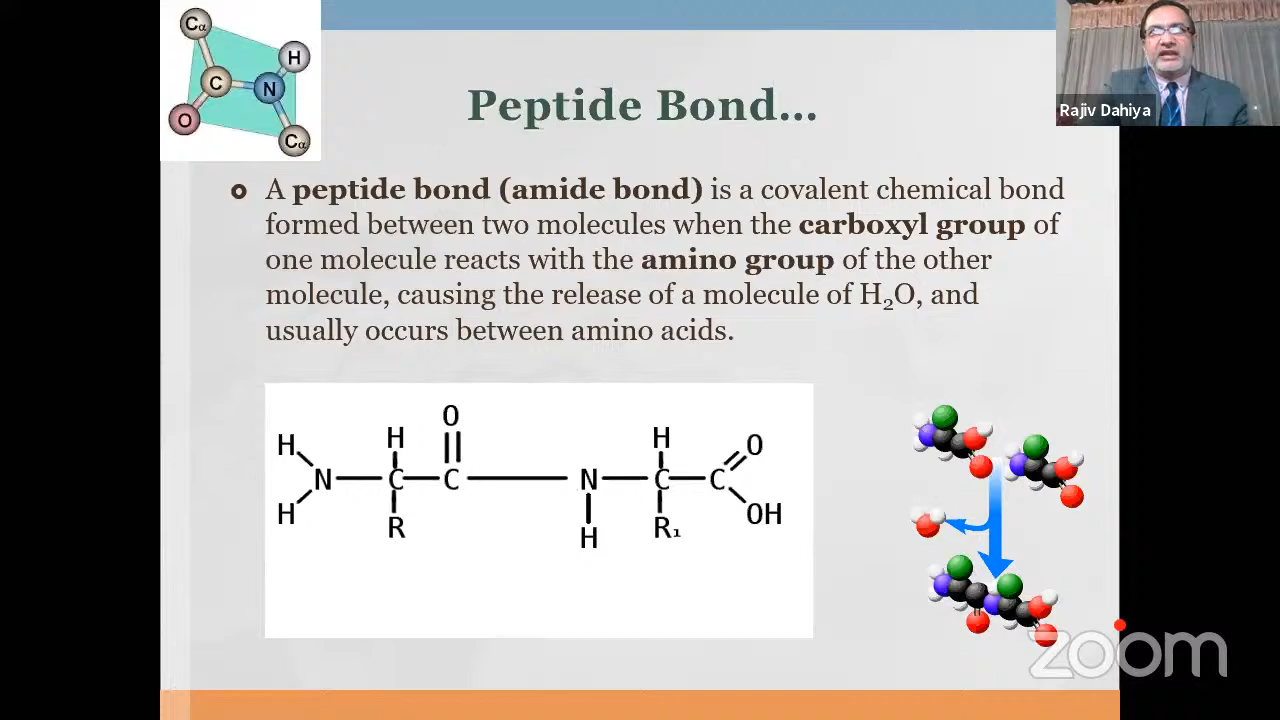 Cα
H
C
N
O
Cα
Peptide Bond...
Rajiv Dahiya
A peptide bond (amide bond) is a covalent chemical bond
formed between two molecules when the carboxyl group of
one molecule reacts with the amino group of the other
molecule, causing the release of a molecule of H₂O, and
usually occurs between amino acids.
O
H H H O
N C C N C C
H R H R₁ OH
zoom